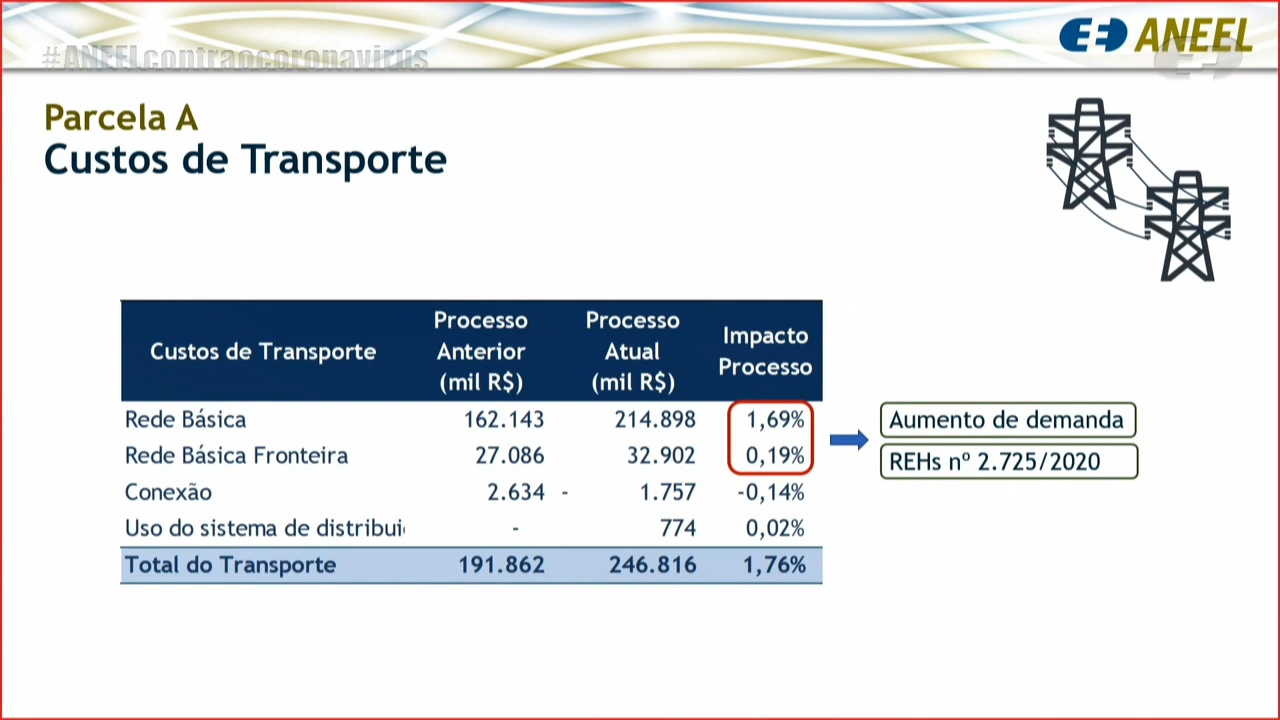 #ANEELcontraocoronavirus
ANEEL
Parcela A
Custos de Transporte
Custos de Transporte
Processo Anterior (mil R$)
Processo Atual (mil R$)
Impacto Processo
Rede Básica 162.143 214.898 1,69%
Rede Básica Fronteira 27.086 32.902 0,19%
Conexão 2.634 - 1.757 -0,14%
Uso do sistema de distribui - 774 0,02%
Total do Transporte 191.862 246.816 1,76%
Aumento de demanda
REHs nº 2.725/2020